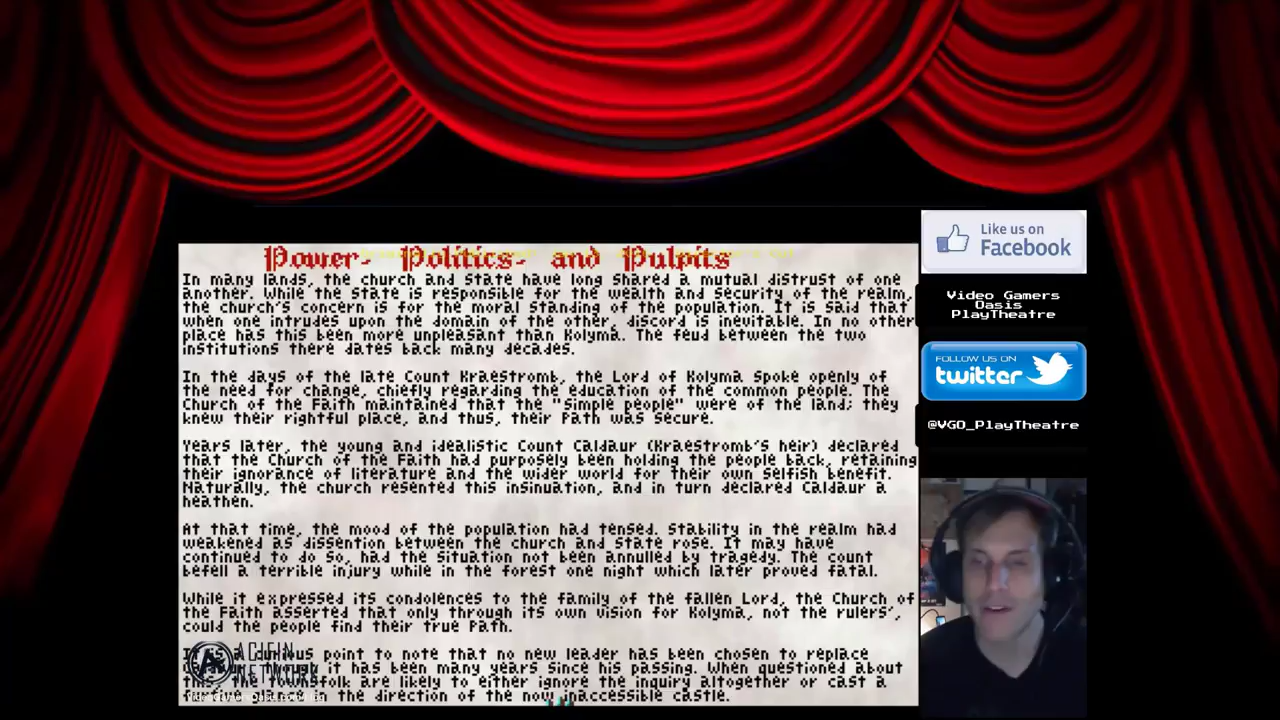 Power- Politics- and Pulpits
In many lands, the church and State have long shared a mutual distrust of one
another. While the State is responsible for the wealth and Security of the realm,
the church's concern is for the moral Standing of the population. It is said that
when one intrudes upon the domain of the other, discord is inevitable. In no other
place has this been more unpleasant than Kolyma. The feud between the two
institutions there dates back many decades.
In the days of the late Count Kraestromb, the Lord of Kolyma Spoke openly of
the need for change, chiefly regarding the education of the common people. The
Church of the Faith maintained that the "Simple people" were of the land; they
knew their rightful place, and thus, their Path was Secure.
Years later, the young and idealistic Count Caldaur (Kraestromb's heir) declared
that the Church of the Faith had purposely been holding the people back, retaining
their ignorance of literature and the wider world for their own Selfish benefit.
Naturally, the church resented this insinuation, and in turn declared Caldaur a
heathen.
At that time, the mood of the population had tensed. Stability in the realm had
weakened as dissention between the church and State rose. It may have
continued to do So, had the Situation not been annulled by tragedy. The count
befell a terrible injury while in the forest one night which later proved fatal.
While it expressed its condolences to the family of the fallen Lord, the Church of
the Faith asserted that only through its own vision for Kolyma, not the rulers',
could the people find their true Path.
point to note that no new leader has been chosen to replace
it has been many years Since his passing. When questioned about
townsfolk are likely to either ignore the inquiry altogether or cast a
in the direction of the now inaccessible castle.
NETWORK
Like us on
Facebook
Video Gamers
Oasis
PlayTheatre
FOLLOW US ON
twitter
@VGO_PlayTheatre